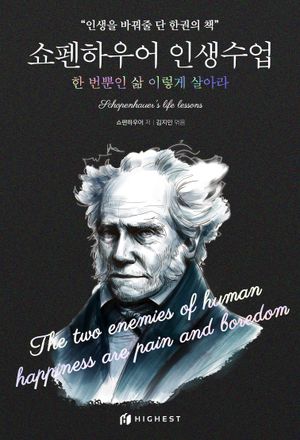 “인생을 바꿔줄 단 한권의 책”
쇼펜하우어 인생수업
한 번뿐인 삶 이렇게 살아라
Schopenhauer's life lessons
쇼펜하우어 저 | 김지민 엮음
The two enemies of human
happiness are pain and boredom
HIGHEST